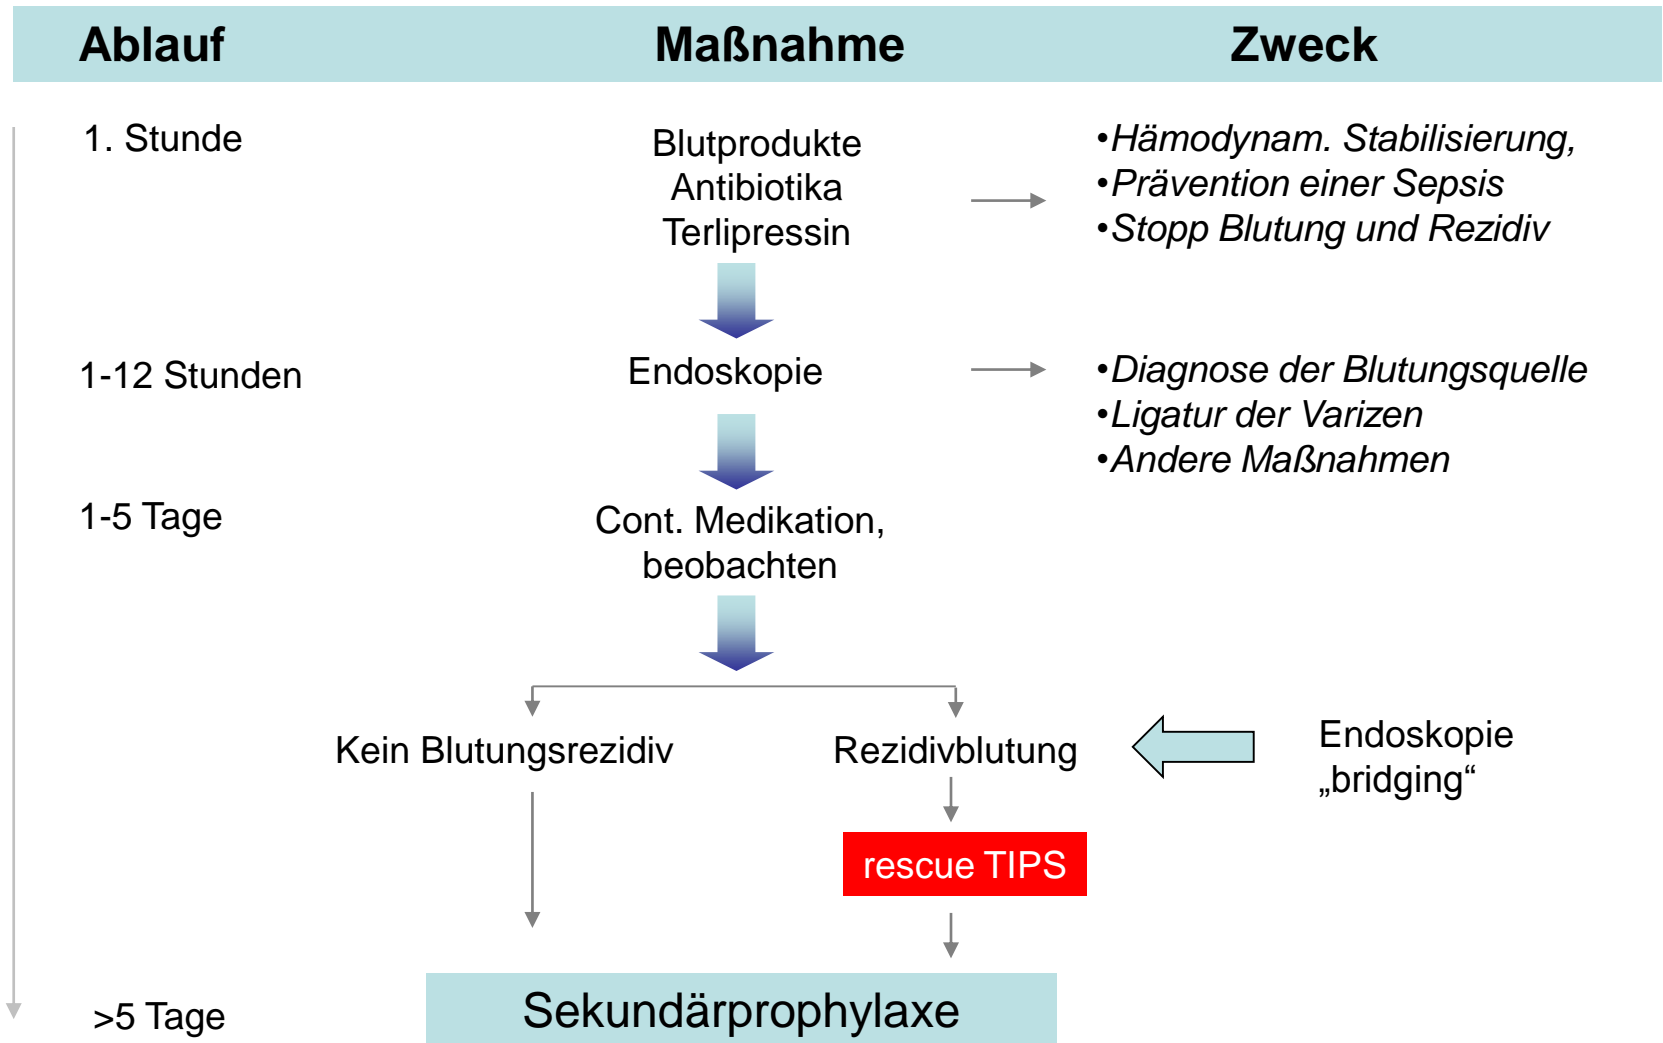 Ablauf Maßnahme Zweck
1. Stunde
Blutprodukte
Antibiotika
Terlipressin
•Hämodynam. Stabilisierung,
•Prävention einer Sepsis
•Stopp Blutung und Rezidiv
1-12 Stunden
Endoskopie
•Diagnose der Blutungsquelle
•Ligatur der Varizen
•Andere Maßnahmen
1-5 Tage
Cont. Medikation,
beobachten
Kein Blutungsrezidiv
Rezidivblutung
Endoskopie
„bridging“
rescue TIPS
>5 Tage
Sekundärprophylaxe